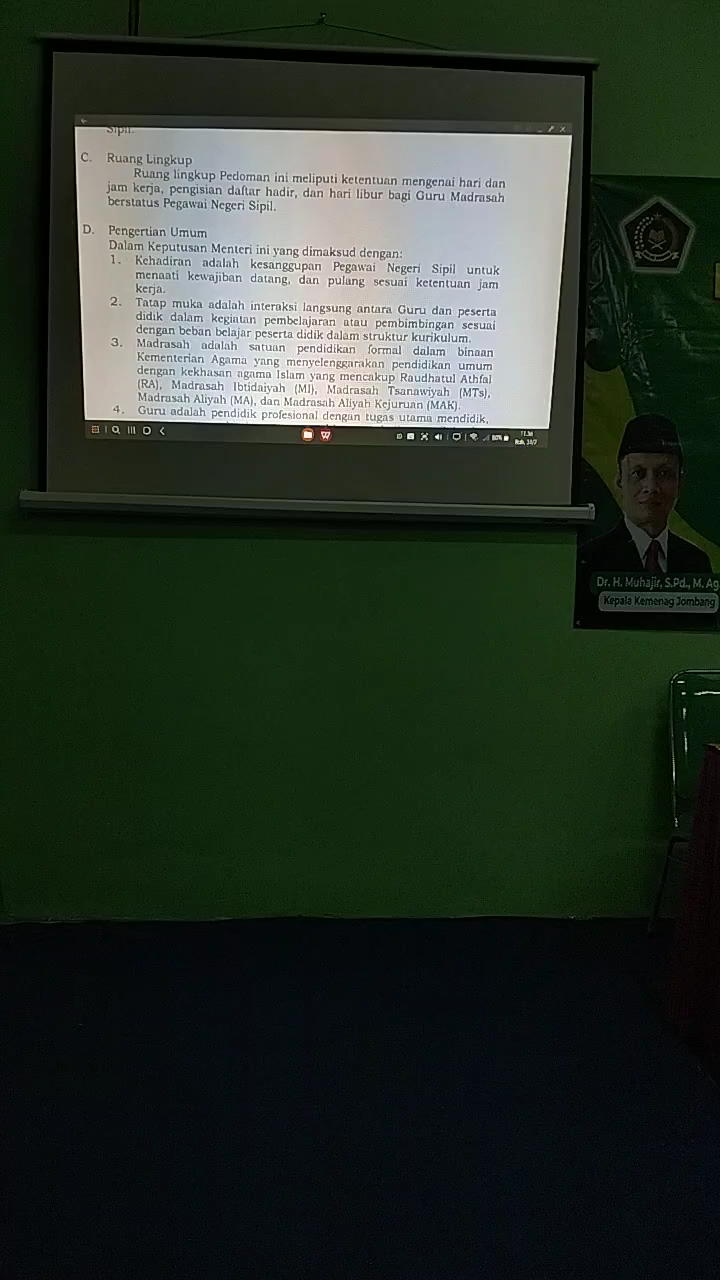 Sipil.
C. Ruang Lingkup
Ruang lingkup Pedoman ini meliputi ketentuan mengenai hari dan
jam kerja, pengisian daftar hadir, dan hari libur bagi Guru Madrasah
berstatus Pegawai Negeri Sipil.
D. Pengertian Umum
Dalam Keputusan Menteri ini yang dimaksud dengan:
1. Kehadiran adalah kesanggupan Pegawai Negeri Sipil untuk
menaati kewajiban datang, dan pulang sesuai ketentuan jam
kerja.
2. Tatap muka adalah interaksi langsung antara Guru dan peserta
didik dalam kegiatan pembelajaran atau pembimbingan sesuai
dengan beban belajar peserta didik dalam struktur kurikulum.
3. Madrasah adalah satuan pendidikan formal dalam binaan
Kementerian Agama yang menyelenggarakan pendidikan umum
dengan kekhasan agama Islam yang mencakup Raudhatul Athfal
(RA), Madrasah Ibtidaiyah (MI), Madrasah Tsanawiyah (MTs),
Madrasah Aliyah (MA), dan Madrasah Aliyah Kejuruan (MAK).
4. Guru adalah pendidik profesional dengan tugas utama mendidik,
80%
Rab, 31/7
Dr. H. Muhajir, S.Pd., M. Ag
Kepala Kemenag Jombang